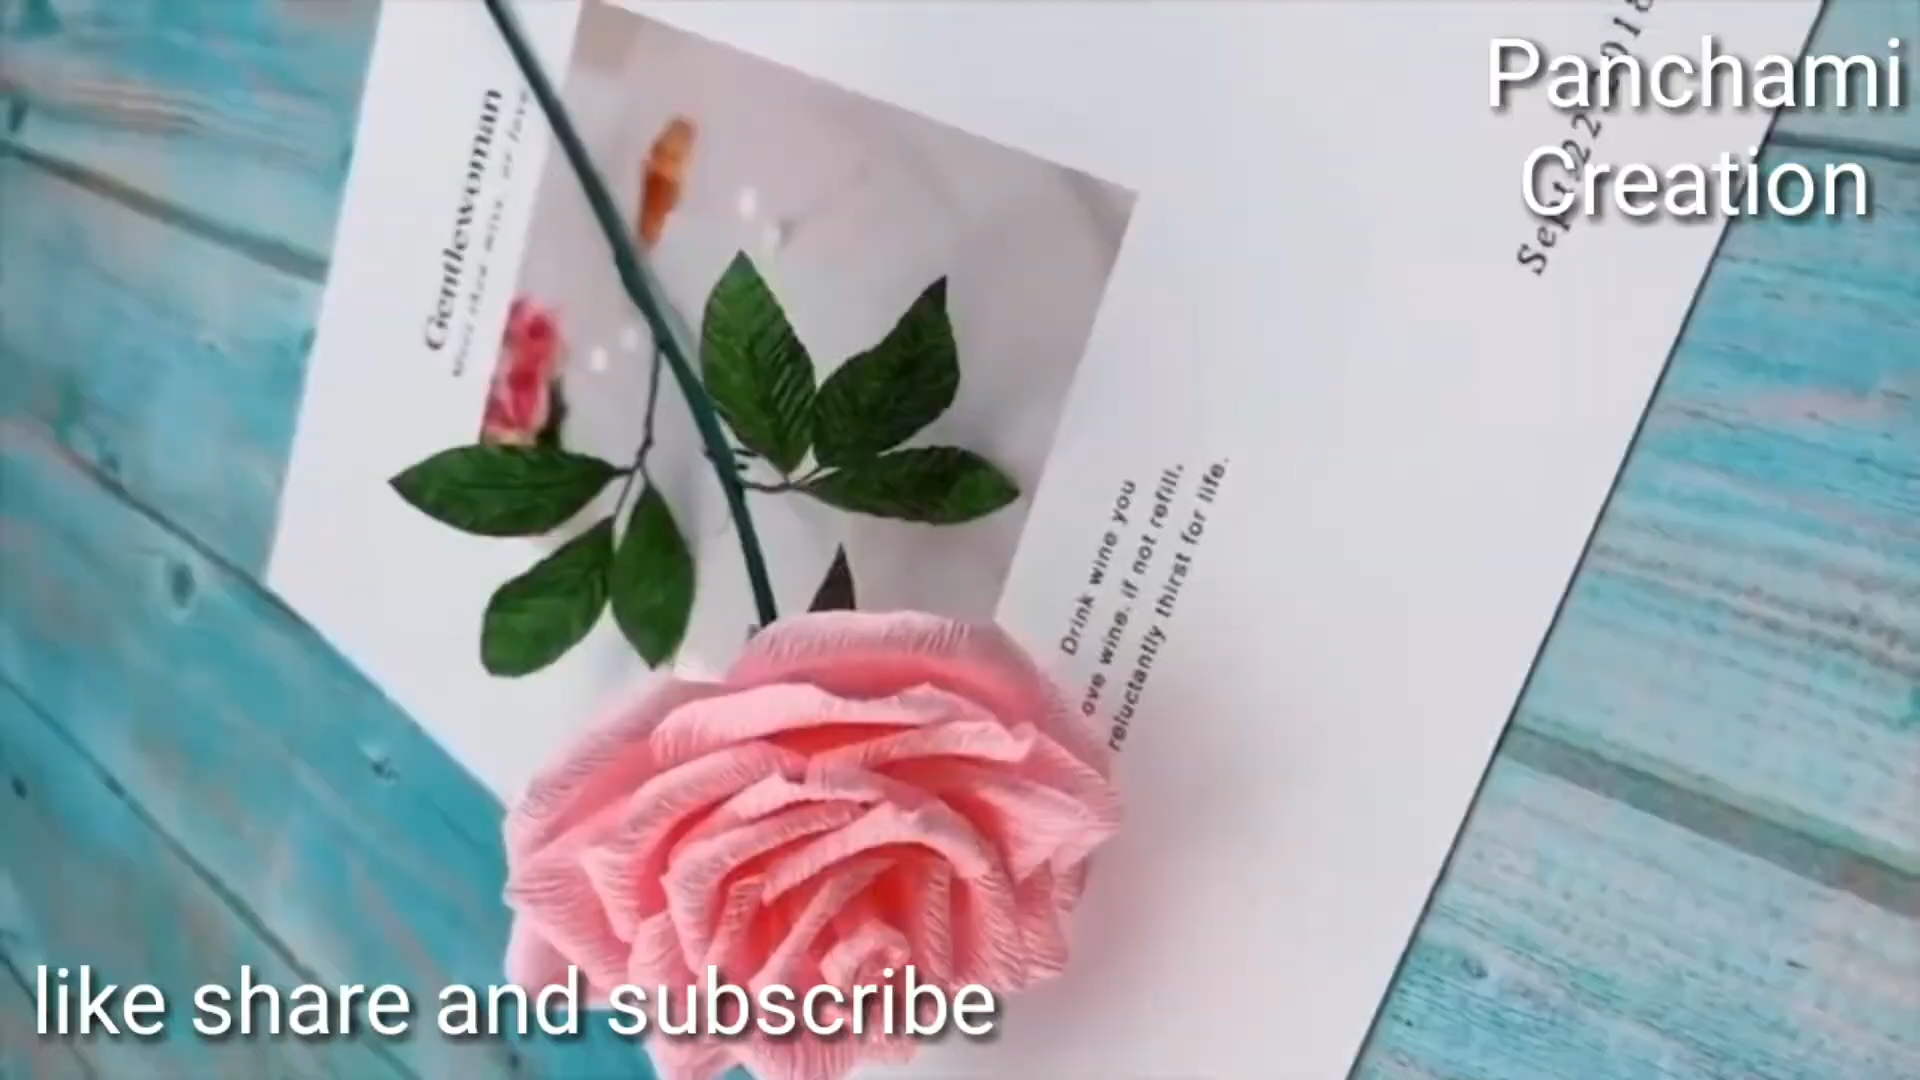 Panchami
Creation
Gentlewoman
Drink wine you
ove wine. if not refill,
reluctantly thirst for life.
like share and subscribe